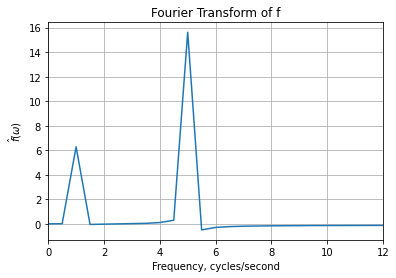 Fourier Transform of f
16
14
12
10
8
6
4
2
0
f̂(ω)
0 2 4 6 8 10 12
Frequency, cycles/second